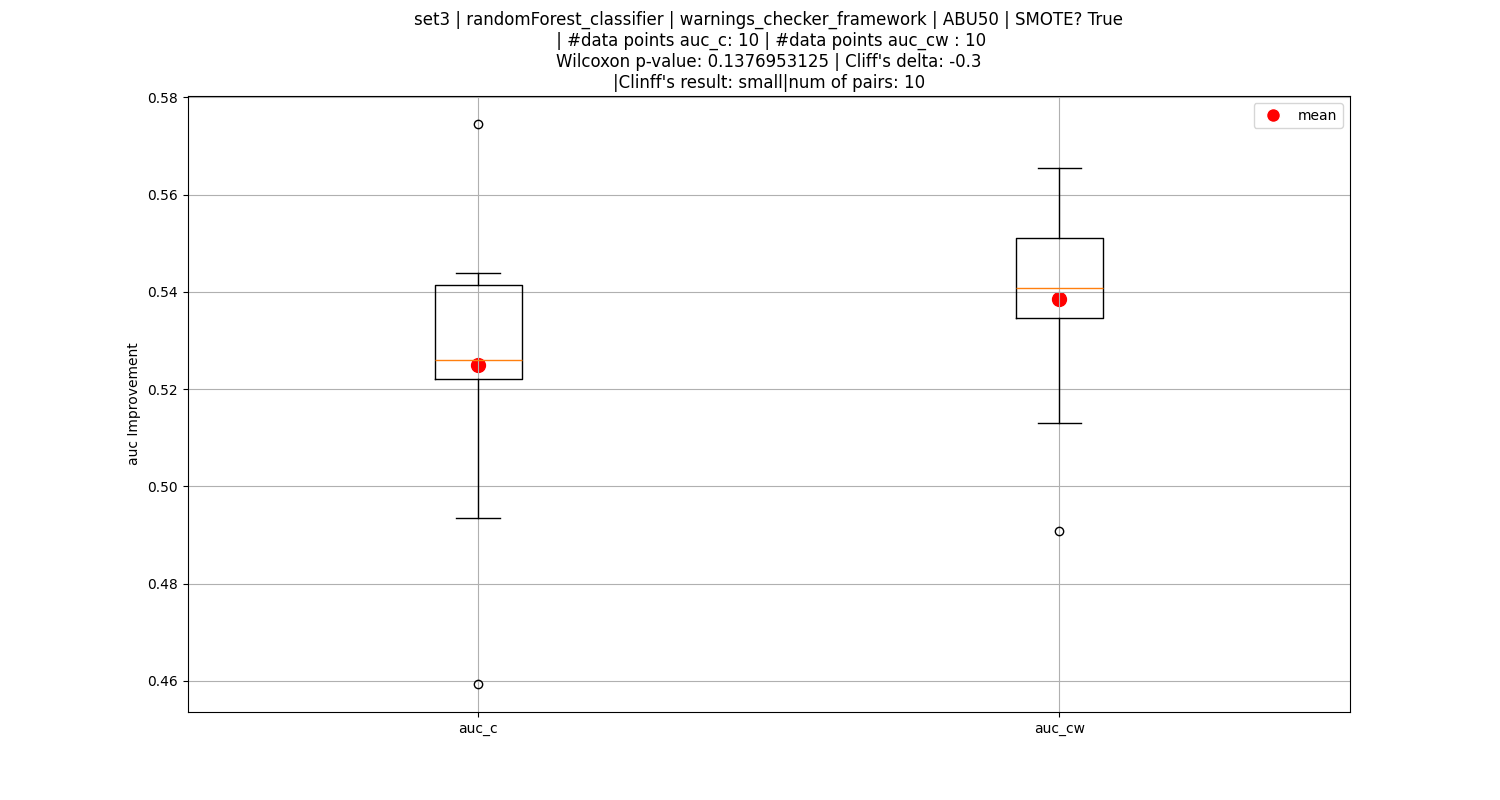 set3 | randomForest_classifier | warnings_checker_framework | ABU50 | SMOTE? True
| #data points auc_c: 10 | #data points auc_cw : 10
Wilcoxon p-value: 0.1376953125 | Cliff's delta: -0.3
|Clinff's result: small|num of pairs: 10
mean
0.58
0.56
0.54
0.52
0.50
0.48
0.46
auc Improvement
auc_c
auc_cw